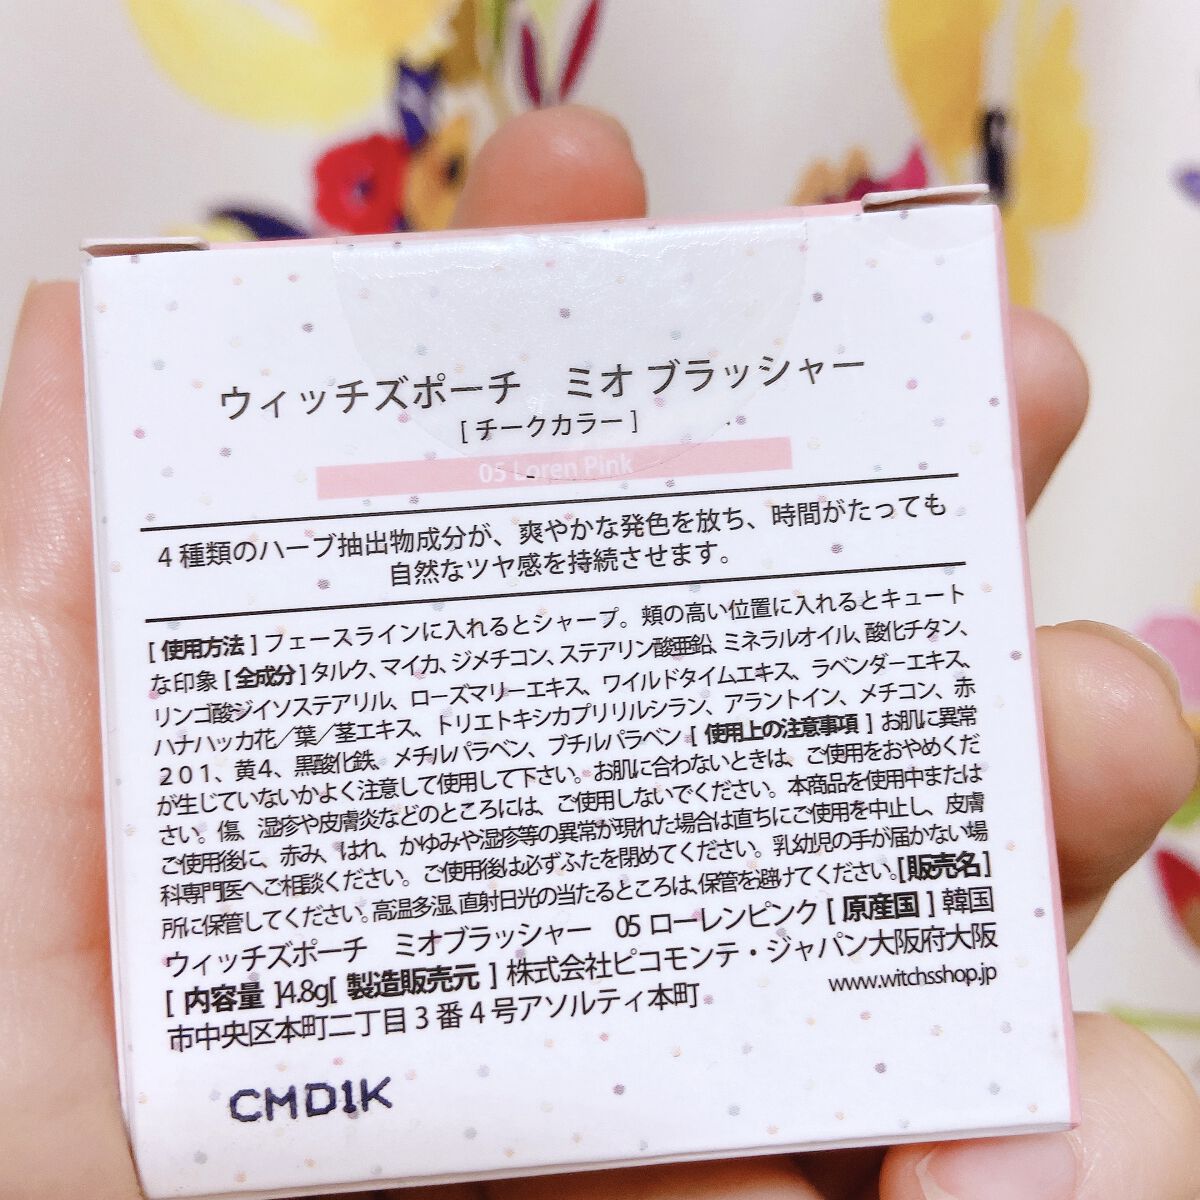 ウィッチズポーチ　ミオ ブラッシャー
[ チークカラー ]
05 Loren Pink
4 種類のハーブ抽出物成分が、爽やかな発色を放ち、時間がたっても
自然なツヤ感を持続させます。
[ 使用方法 ] フェースラインに入れるとシャープ。頬の高い位置に入れるとキュート
な印象 [ 全成分 ] タルク、マイカ、ジメチコン、ステアリン酸亜鉛、ミネラルオイル、酸化チタン、
リンゴ酸ジイソステアリル、ローズマリーエキス、ワイルドタイムエキス、ラベンダーエキス、
ハナハッカ花／葉／茎エキス、トリエトキシカプリリルシラン、アラントイン、メチコン、赤
２０１、黄４、黒酸化鉄、メチルパラベン、ブチルパラベン [ 使用上の注意事項 ] お肌に異常
が生じていないかよく注意して使用して下さい。お肌に合わないときは、ご使用をおやめくだ
さい。傷、湿疹や皮膚炎などのところには、ご使用しないでください。本商品を使用中または
ご使用後に、赤み、はれ、かゆみや湿疹等の異常が現れた場合は直ちにご使用を中止し、皮膚
科専門医へご相談ください。ご使用後は必ずふたを閉めてください。乳幼児の手が届かない場
所に保管してください。高温多湿、直射日光の当たるところは、保管を避けてください。[販売名]
ウィッチズポーチ　ミオブラッシャー　05 ローレンピンク [ 原産国 ] 韓国
[ 内容量 ]4.8g[ 製造販売元 ] 株式会社ピコモンテ・ジャパン大阪府大阪
市中央区本町二丁目３番４号アソルティ本町
www.witchsshop.jp
CMD1K